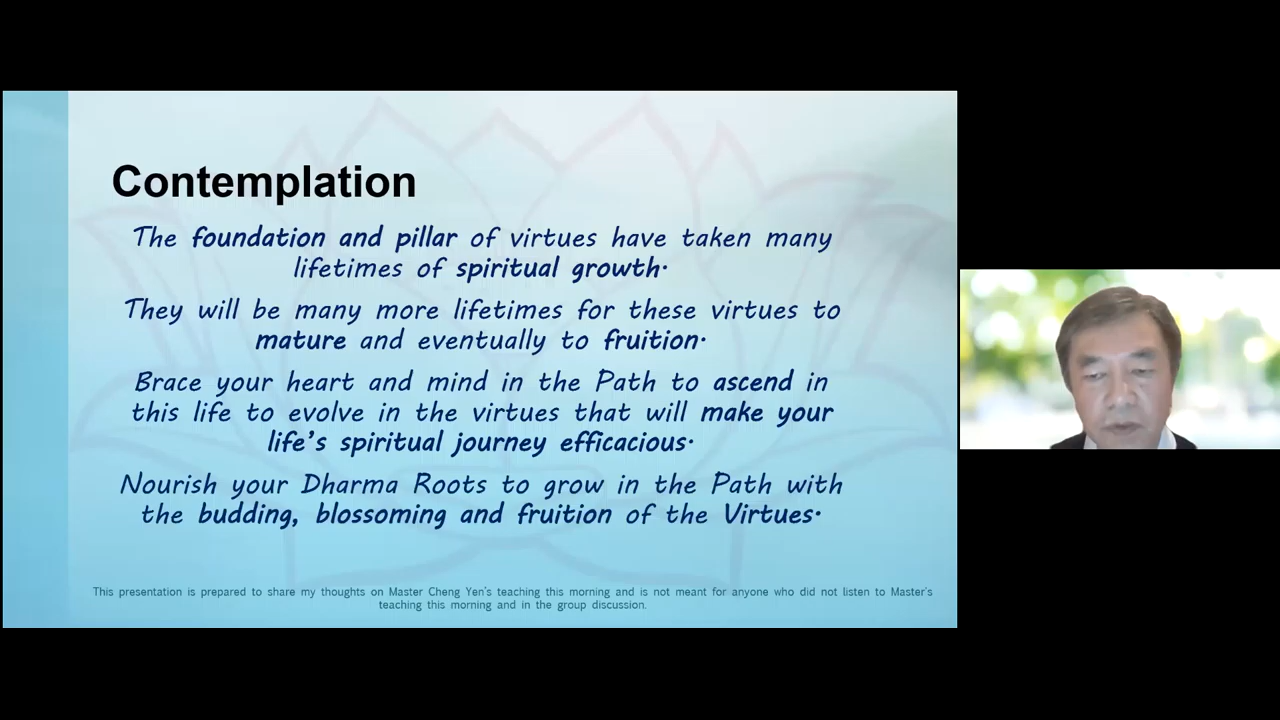 Contemplation
The foundation and pillar of virtues have taken many
lifetimes of spiritual growth.
They will be many more lifetimes for these virtues to
mature and eventually to fruition.
Brace your heart and mind in the Path to ascend in
this life to evolve in the virtues that will make your
life's spiritual journey efficacious.
Nourish your Dharma Roots to grow in the Path with
the budding, blossoming and fruition of the Virtues.
This presentation is prepared to share my thoughts on Master Cheng Yen's teaching this morning and is not meant for anyone who did not listen to Master's
teaching this morning and in the group discussion.